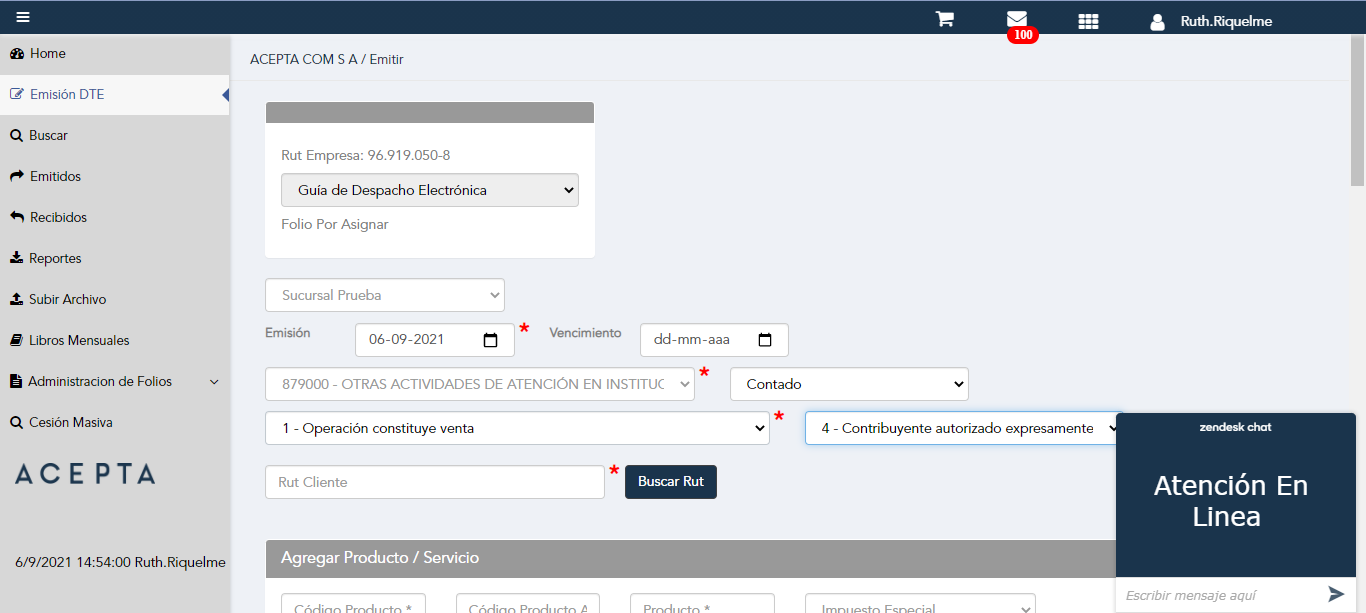 100
Ruth.Riquelme
Home
Emisión DTE
Buscar
Emitidos
Recibidos
Reportes
Subir Archivo
Libros Mensuales
Administracion de Folios
Cesión Masiva
ACEPTA
6/9/2021 14:54:00 Ruth.Riquelme
ACEPTA COM S A / Emitir
Rut Empresa: 96.919.050-8
Guía de Despacho Electrónica
Folio Por Asignar
Sucursal Prueba
Emisión 06-09-2021 * Vencimiento dd-mm-aaa
879000 - OTRAS ACTIVIDADES DE ATENCIÓN EN INSTITUC * Contado
1 - Operación constituye venta * 4 - Contribuyente autorizado expresamente
Rut Cliente * Buscar Rut
Agregar Producto / Servicio
Código Producto * Código Producto A Producto * Impuesto Especial
zendesk chat
Atención En
Linea
Escribir mensaje aquí